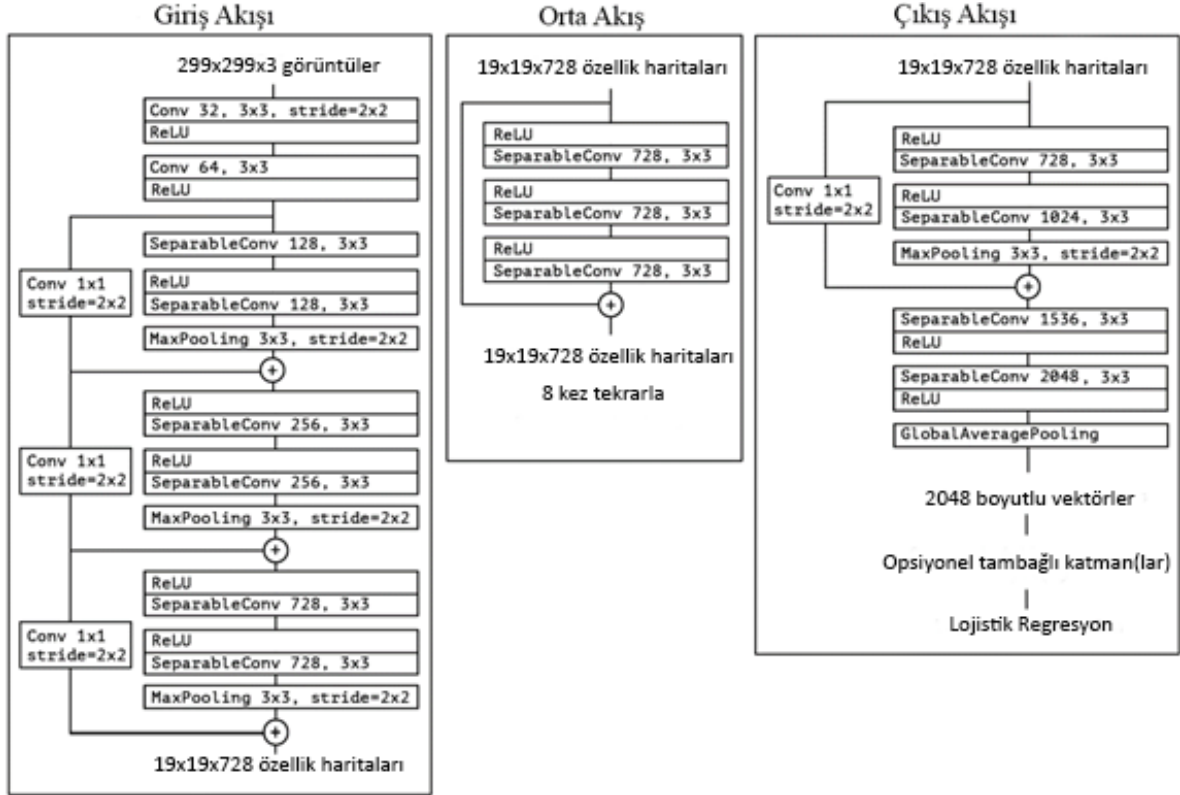 Giriş Akışı
299x299x3 görüntüler
Conv 32, 3x3, stride=2x2
ReLU
Conv 64, 3x3
ReLU
SeparableConv 128, 3x3
Conv 1x1
stride=2x2
ReLU
SeparableConv 128, 3x3
MaxPooling 3x3, stride=2x2
+
ReLU
SeparableConv 256, 3x3
Conv 1x1
stride=2x2
ReLU
SeparableConv 256, 3x3
MaxPooling 3x3, stride=2x2
+
ReLU
SeparableConv 728, 3x3
Conv 1x1
stride=2x2
ReLU
SeparableConv 728, 3x3
MaxPooling 3x3, stride=2x2
+
19x19x728 özellik haritaları
Orta Akış
19x19x728 özellik haritaları
ReLU
SeparableConv 728, 3x3
ReLU
SeparableConv 728, 3x3
ReLU
SeparableConv 728, 3x3
+
19x19x728 özellik haritaları
8 kez tekrarla
Çıkış Akışı
19x19x728 özellik haritaları
ReLU
SeparableConv 728, 3x3
Conv 1x1
stride=2x2
ReLU
SeparableConv 1024, 3x3
MaxPooling 3x3, stride=2x2
+
SeparableConv 1536, 3x3
ReLU
SeparableConv 2048, 3x3
ReLU
GlobalAveragePooling
2048 boyutlu vektörler
Opsiyonel tambağlı katman(lar)
Lojistik Regresyon